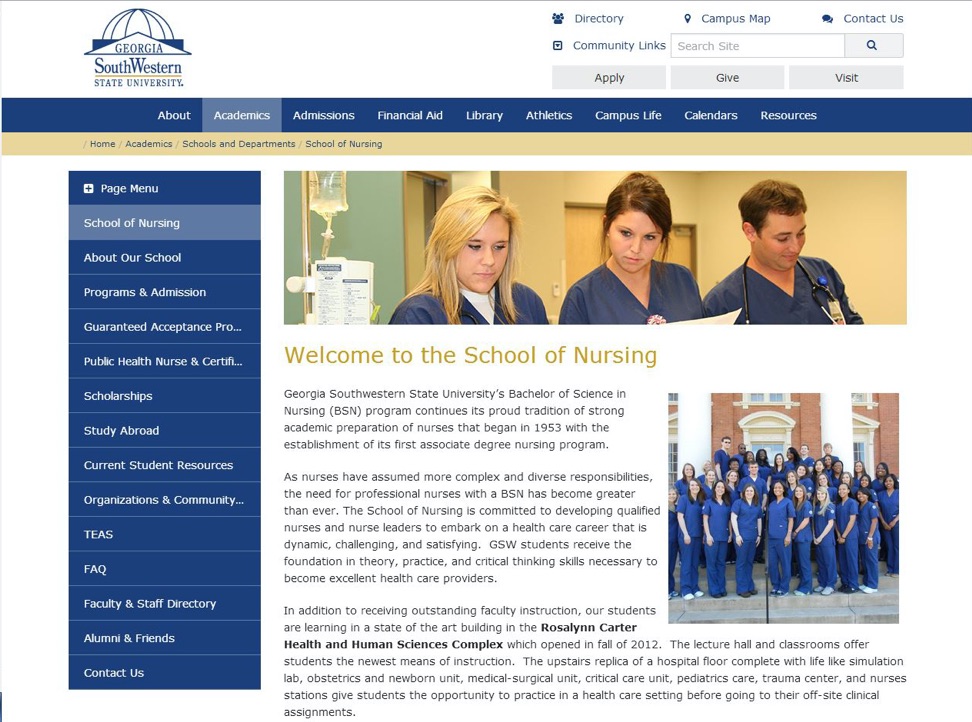 GEORGIA
SouthWestern
STATE UNIVERSITY.
Directory
Campus Map
Contact Us
Community Links
Search Site
Apply
Give
Visit
About
Academics
Admissions
Financial Aid
Library
Athletics
Campus Life
Calendars
Resources
/ Home / Academics / Schools and Departments / School of Nursing
Page Menu
School of Nursing
About Our School
Programs & Admission
Guaranteed Acceptance Pro...
Public Health Nurse & Certifi...
Scholarships
Study Abroad
Current Student Resources
Organizations & Community...
TEAS
FAQ
Faculty & Staff Directory
Alumni & Friends
Contact Us
Welcome to the School of Nursing
Georgia Southwestern State University's Bachelor of Science in
Nursing (BSN) program continues its proud tradition of strong
academic preparation of nurses that began in 1953 with the
establishment of its first associate degree nursing program.
As nurses have assumed more complex and diverse responsibilities,
the need for professional nurses with a BSN has become greater
than ever. The School of Nursing is committed to developing qualified
nurses and nurse leaders to embark on a health care career that is
dynamic, challenging, and satisfying.  GSW students receive the
foundation in theory, practice, and critical thinking skills necessary to
become excellent health care providers.
In addition to receiving outstanding faculty instruction, our students
are learning in a state of the art building in the Rosalynn Carter
Health and Human Sciences Complex which opened in fall of 2012.  The lecture hall and classrooms offer
students the newest means of instruction.  The upstairs replica of a hospital floor complete with life like simulation
lab, obstetrics and newborn unit, medical-surgical unit, critical care unit, pediatrics care, trauma center, and nurses
stations give students the opportunity to practice in a health care setting before going to their off-site clinical
assignments.